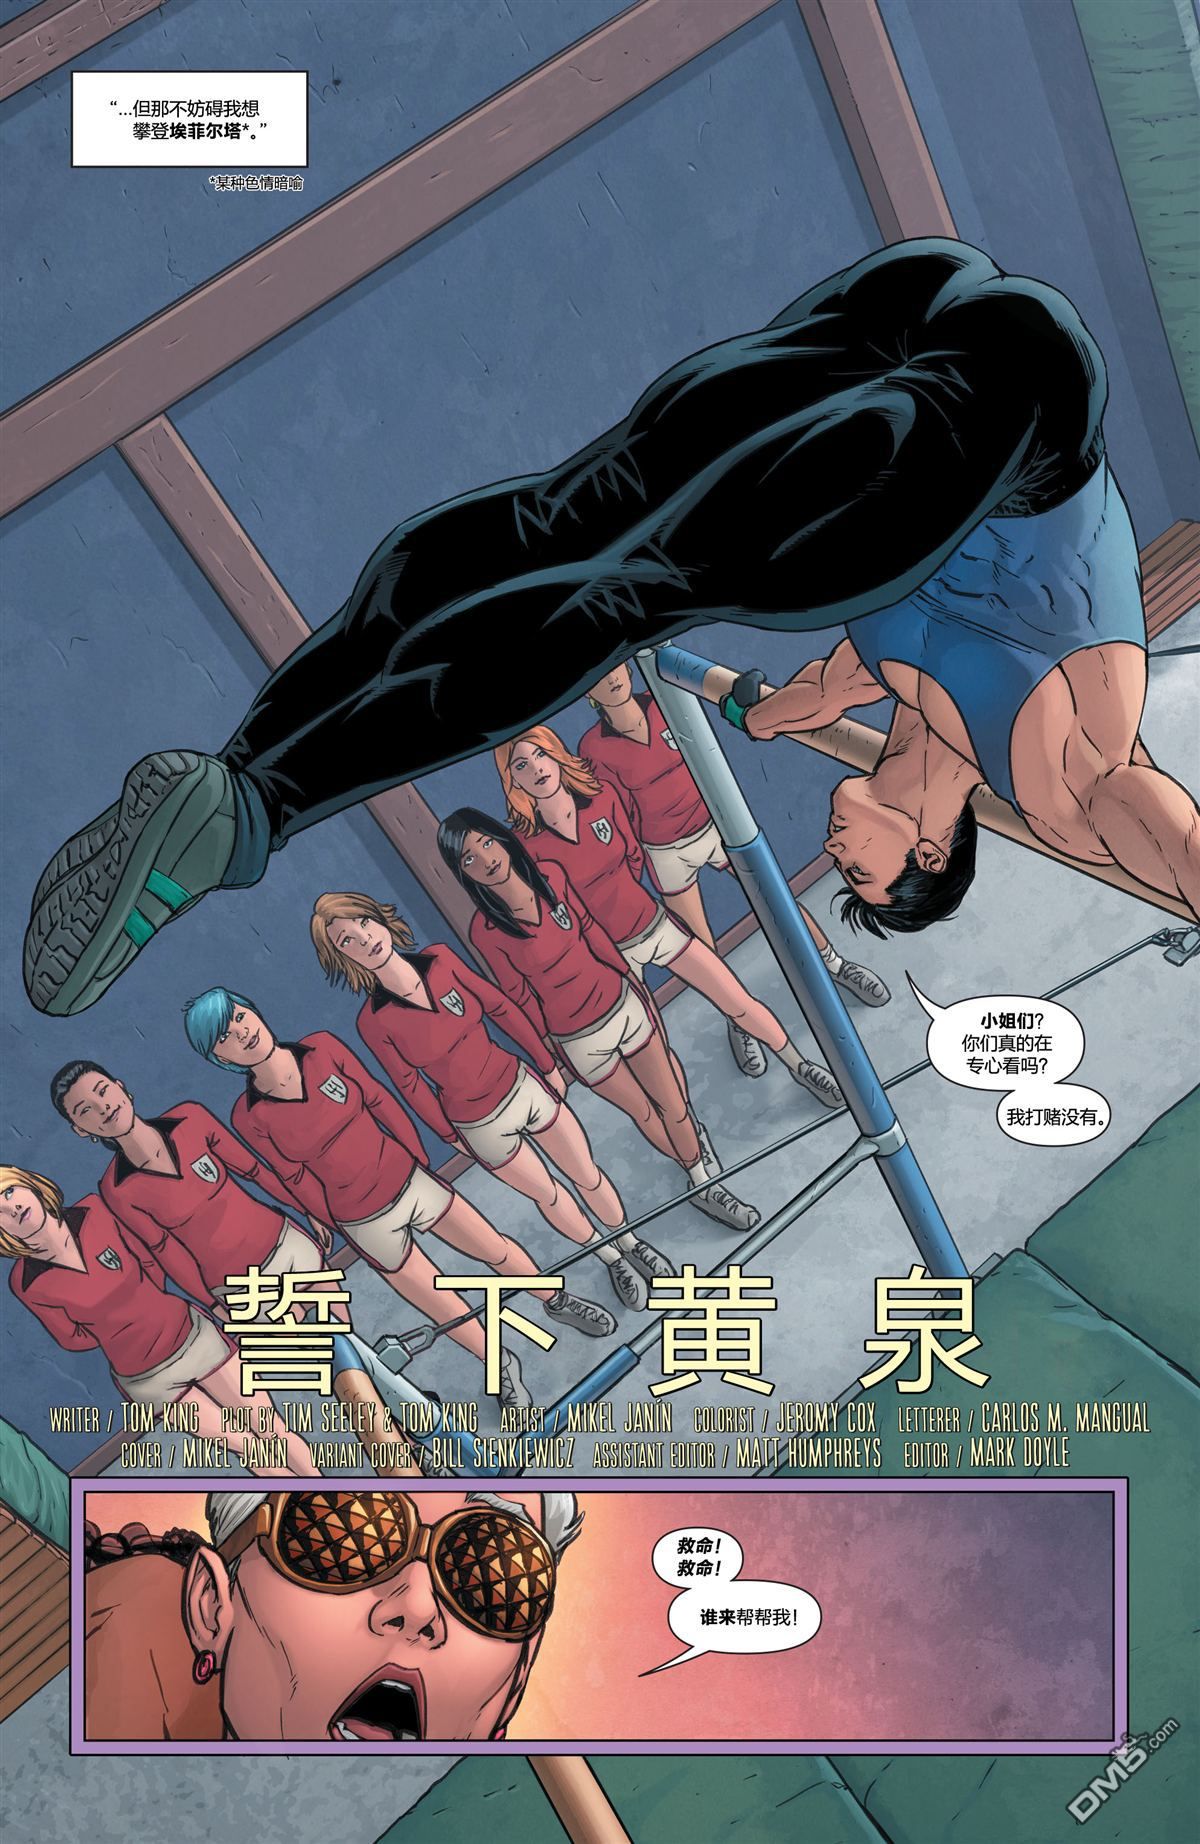 “...但那不妨碍我想
攀登埃菲尔塔*。”
*某种色情暗喻
小姐们？
你们真的在
专心看吗？
我打赌没有。
誓下黄泉
WRITER / TOM KING PLOT BY TIM SEELEY & TOM KING ARTIST / MIKEL JANÍN COLORIST / JEROMY COX LETTERER / CARLOS M. MANGUAL
COVER / MIKEL JANÍN VARIANT COVER / BILL SIENKIEWICZ ASSISTANT EDITOR / MATT HUMPHREYS EDITOR / MARK DOYLE
救命！
救命！
谁来帮帮我！
DM5.com